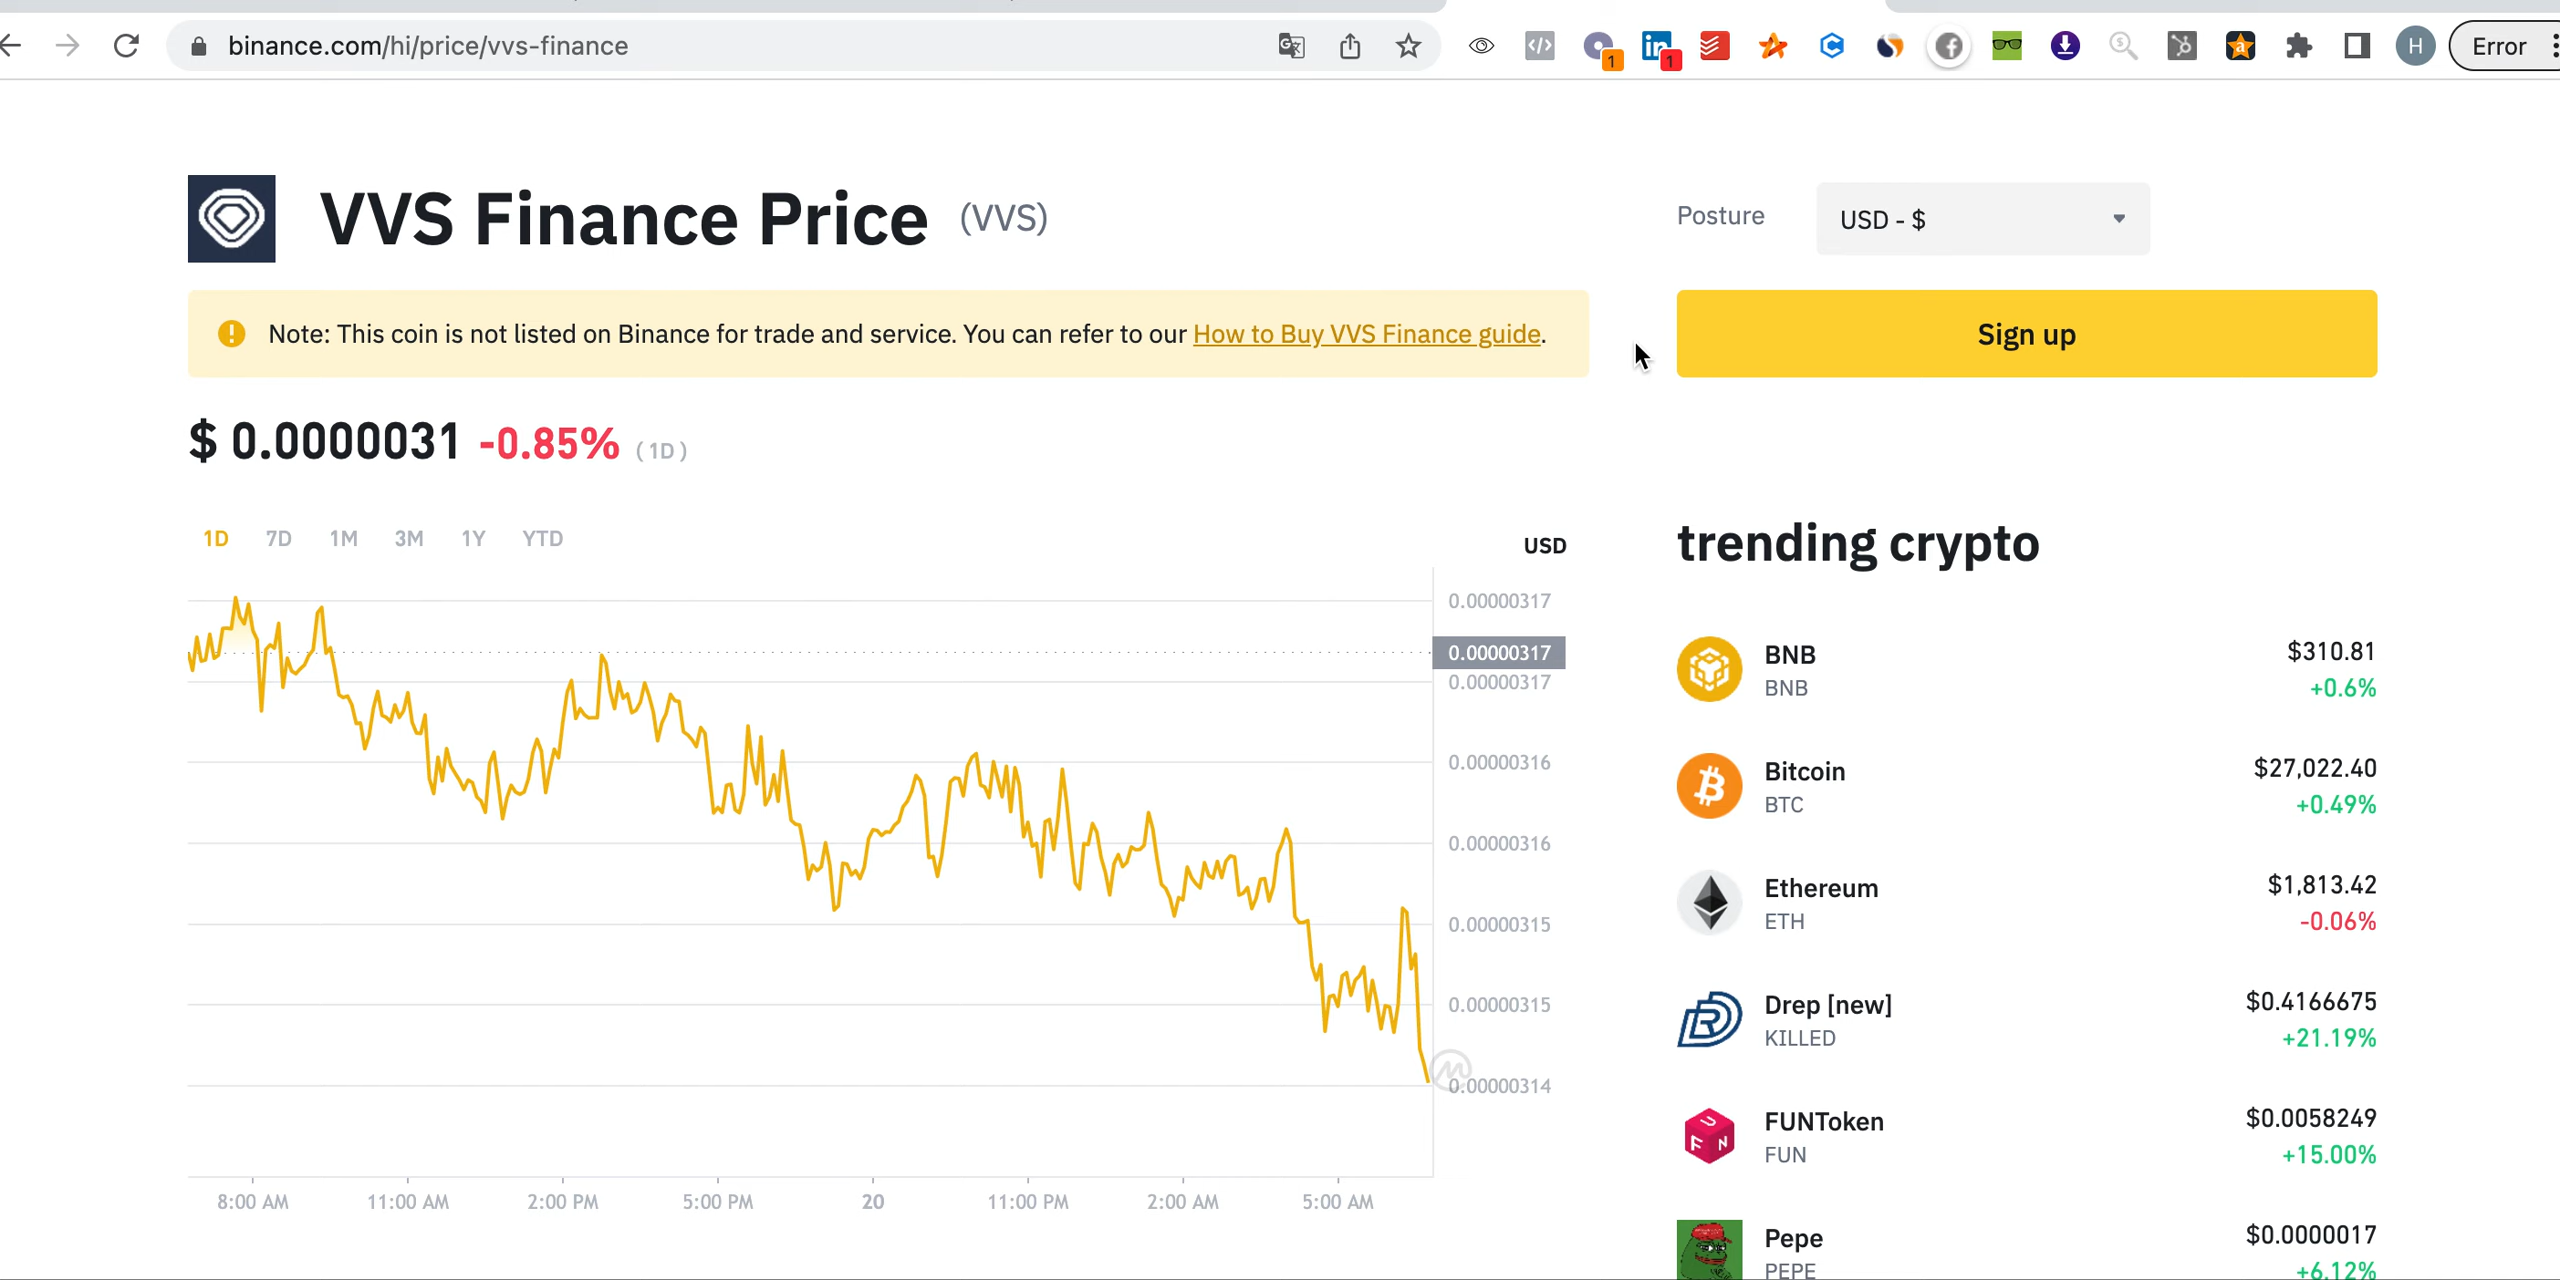 binance.com/hi/price/vvs-finance
1
in
1
a
H
Error
VVS Finance Price (VVS)
Posture
USD - $
Note: This coin is not listed on Binance for trade and service. You can refer to our How to Buy VVS Finance guide.
Sign up
$ 0.0000031 -0.85% ( 1D )
1D 7D 1M 3M 1Y YTD
USD
0.00000317
0.00000317
0.00000317
0.00000316
0.00000316
0.00000315
0.00000315
0.00000314
8:00 AM 11:00 AM 2:00 PM 5:00 PM 20 11:00 PM 2:00 AM 5:00 AM
trending crypto
BNB $310.81
BNB +0.6%
Bitcoin $27,022.40
BTC +0.49%
Ethereum $1,813.42
ETH -0.06%
Drep [new] $0.4166675
KILLED +21.19%
FUN
FUNToken $0.0058249
FUN +15.00%
Pepe $0.0000017
PEPE +6.12%